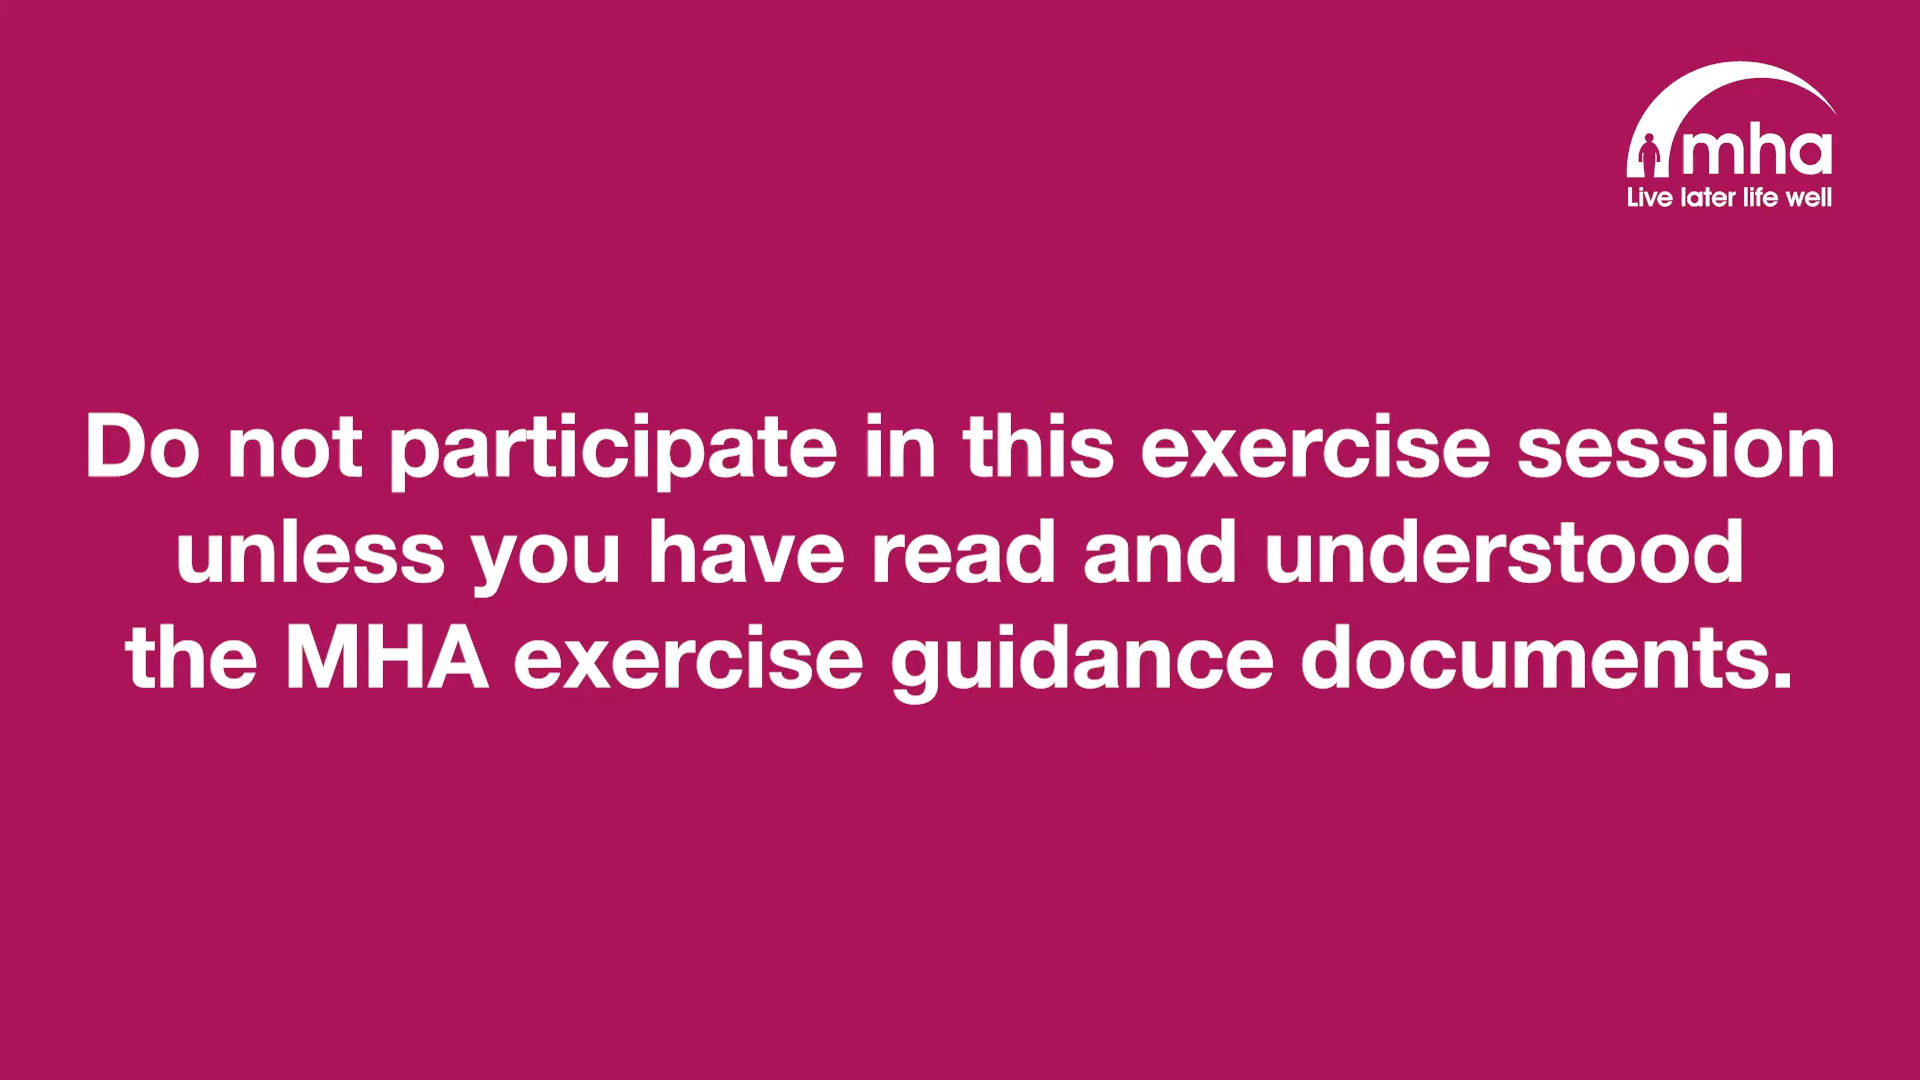 mha
Live later life well
Do not participate in this exercise session
unless you have read and understood
the MHA exercise guidance documents.